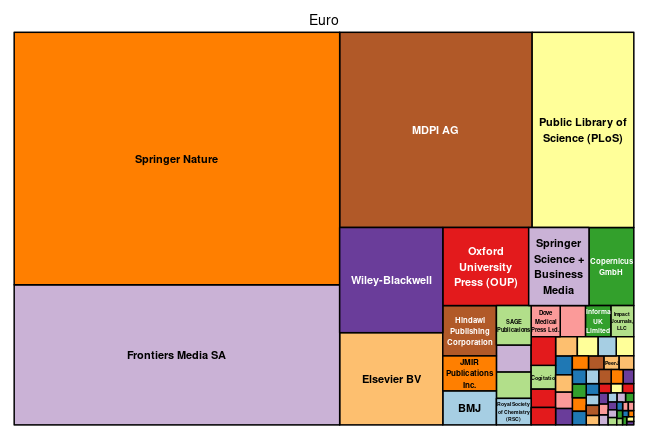 Euro
Springer Nature
MDPI AG
Public Library of
Science (PLoS)
Frontiers Media SA
Wiley-Blackwell
Elsevier BV
Oxford
University
Press (OUP)
Springer
Science +
Business
Media
Copernicus
GmbH
Hindawi
Publishing
Corporation
JMIR
Publications
Inc.
BMJ
SAGE
Publications
Royal Society
of Chemistry
(RSC)
Dove
Medical
Press Ltd.
Informa
UK
Limited
Impact
Journals,
LLC
Cogitatio
PeerJ